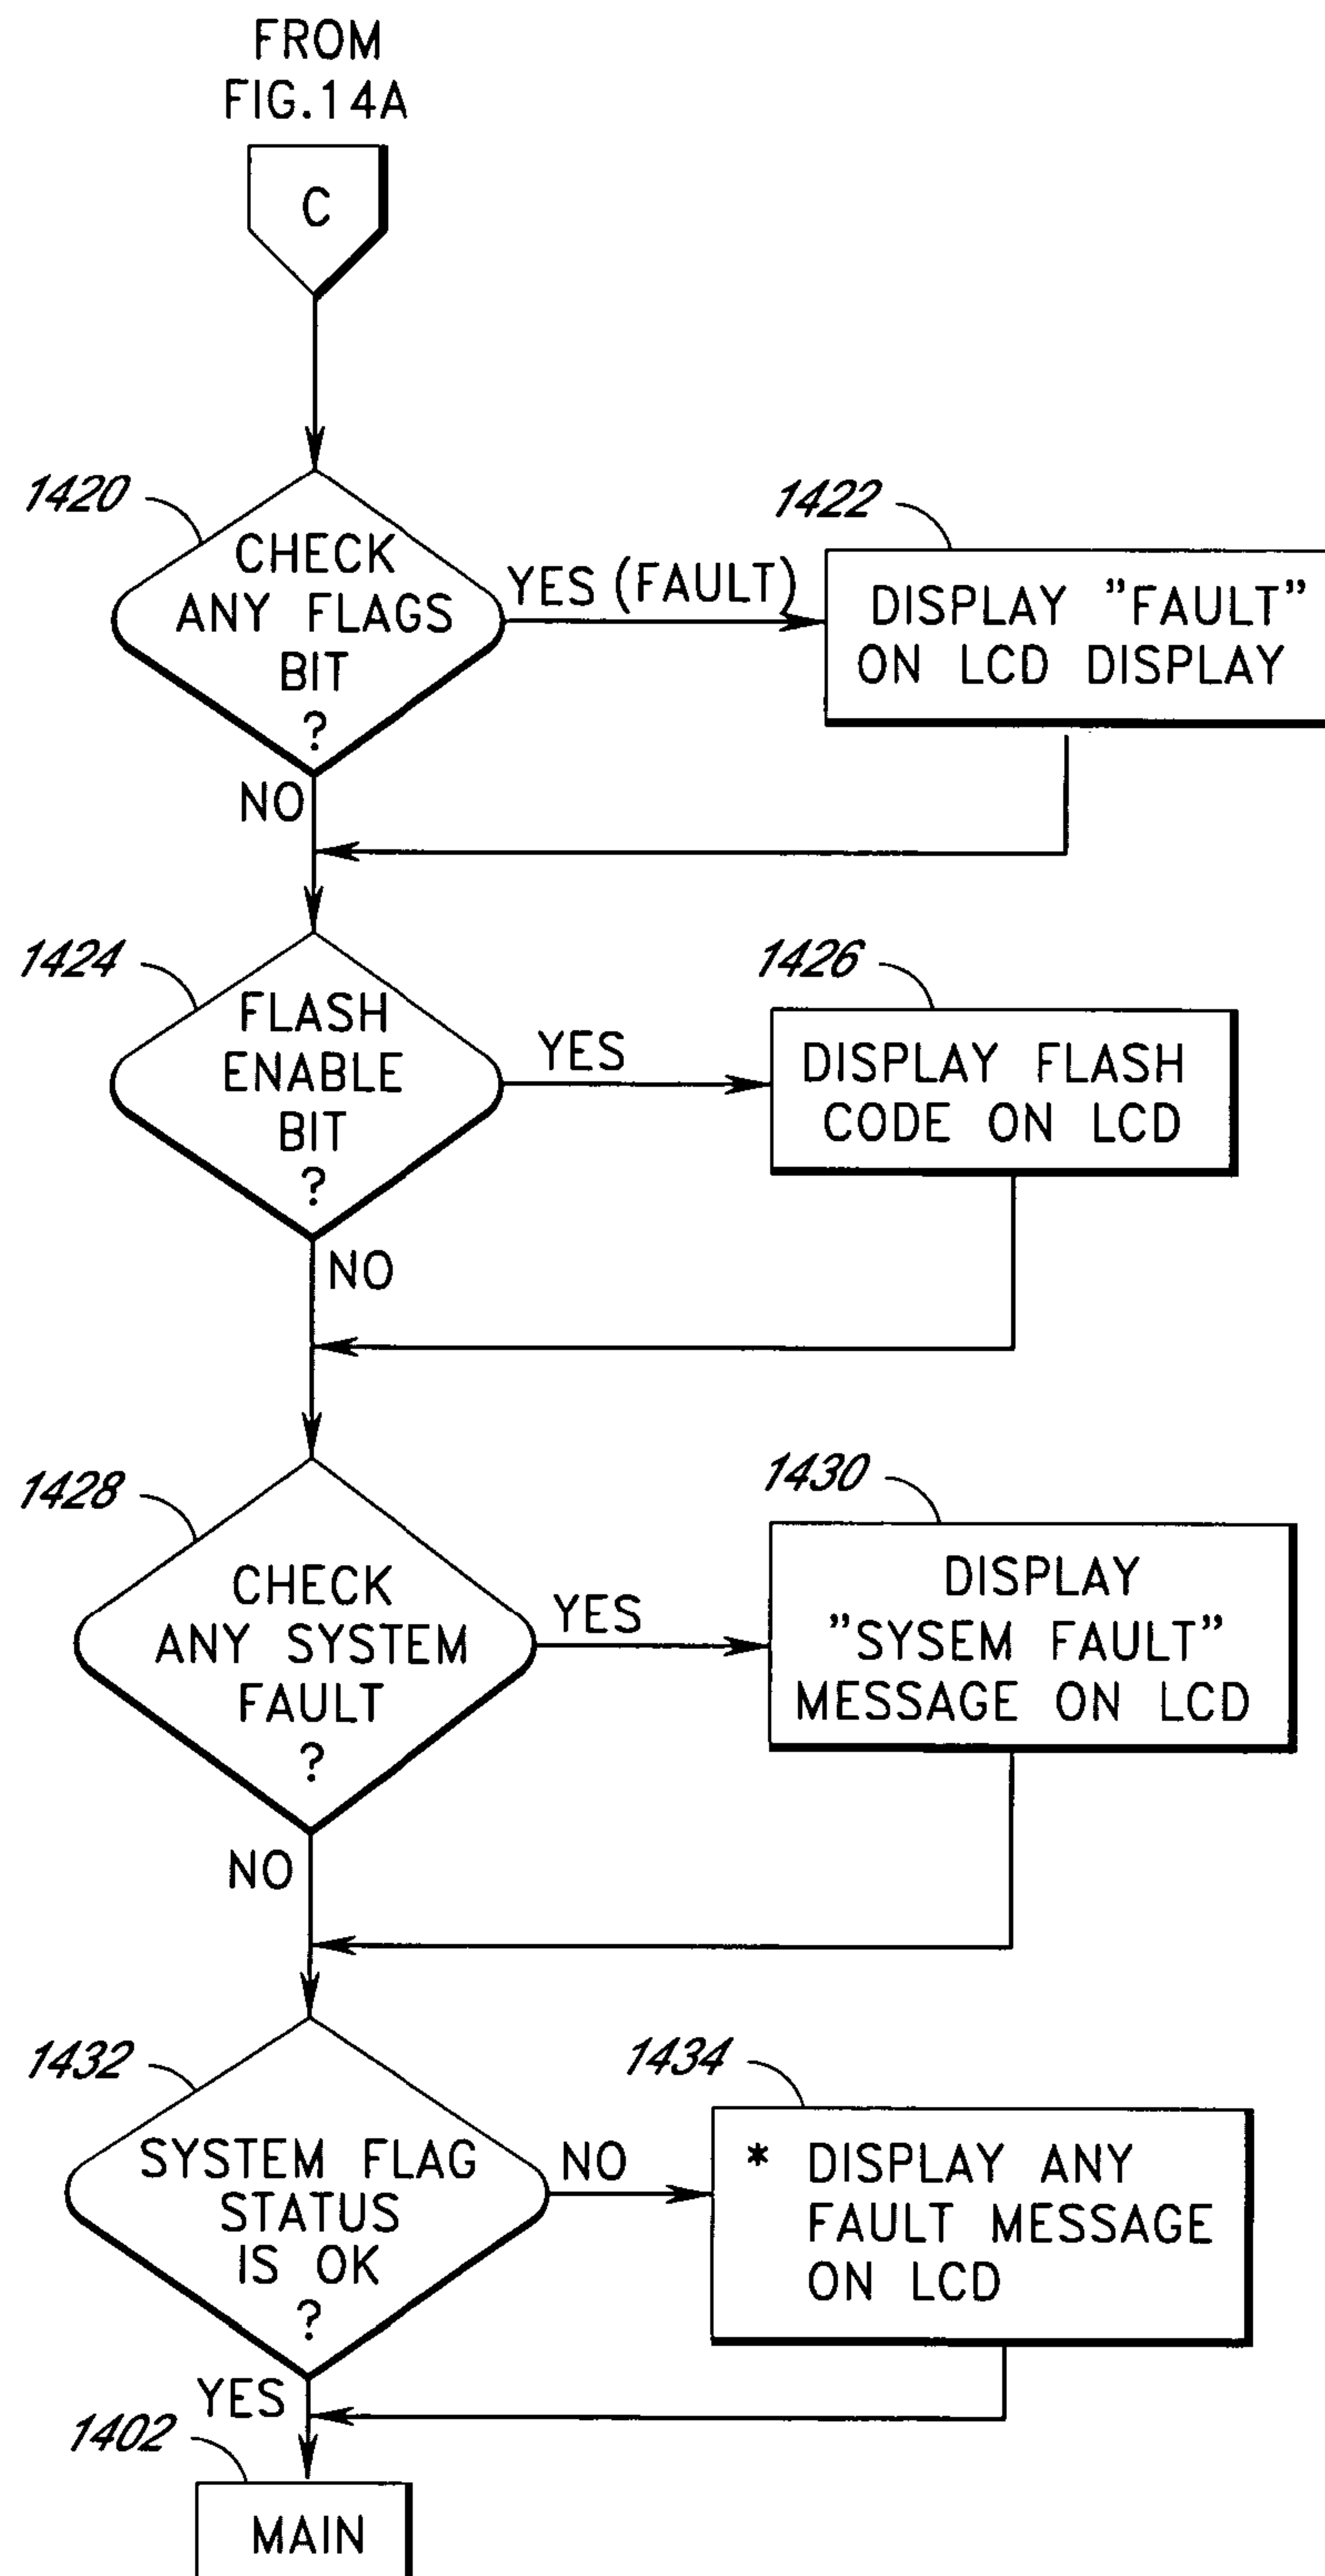 FROM
FIG.14A
C
1420
CHECK
ANY FLAGS
BIT
?
YES (FAULT)
1422
DISPLAY "FAULT"
ON LCD DISPLAY
NO
1424
FLASH
ENABLE
BIT
?
YES
1426
DISPLAY FLASH
CODE ON LCD
NO
1428
CHECK
ANY SYSTEM
FAULT
?
YES
1430
DISPLAY
"SYSEM FAULT"
MESSAGE ON LCD
NO
1432
SYSTEM FLAG
STATUS
IS OK
?
NO
1434
* DISPLAY ANY
FAULT MESSAGE
ON LCD
YES
1402
MAIN